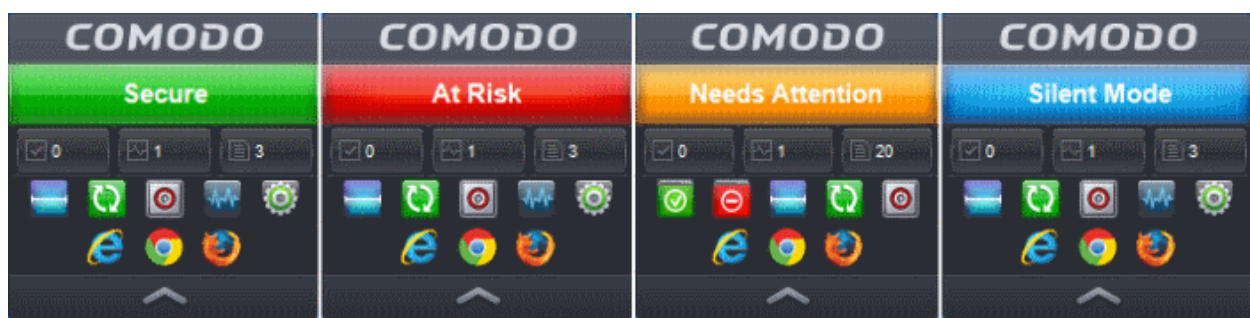 COMODO COMODO COMODO COMODO
Secure At Risk Needs Attention Silent Mode
0 1 3 0 1 3 0 1 20 0 1 3